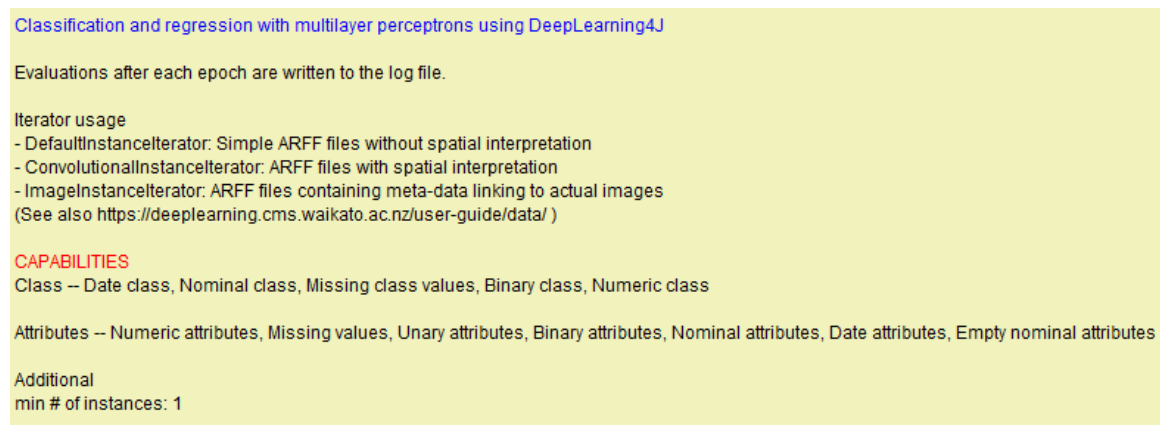 Classification and regression with multilayer perceptrons using DeepLearning4J
Evaluations after each epoch are written to the log file.
Iterator usage
- DefaultInstanceIterator: Simple ARFF files without spatial interpretation
- ConvolutionalInstanceIterator: ARFF files with spatial interpretation
- ImageInstanceIterator: ARFF files containing meta-data linking to actual images
(See also https://deeplearning.cms.waikato.ac.nz/user-guide/data/ )
CAPABILITIES
Class -- Date class, Nominal class, Missing class values, Binary class, Numeric class
Attributes -- Numeric attributes, Missing values, Unary attributes, Binary attributes, Nominal attributes, Date attributes, Empty nominal attributes
Additional
min # of instances: 1